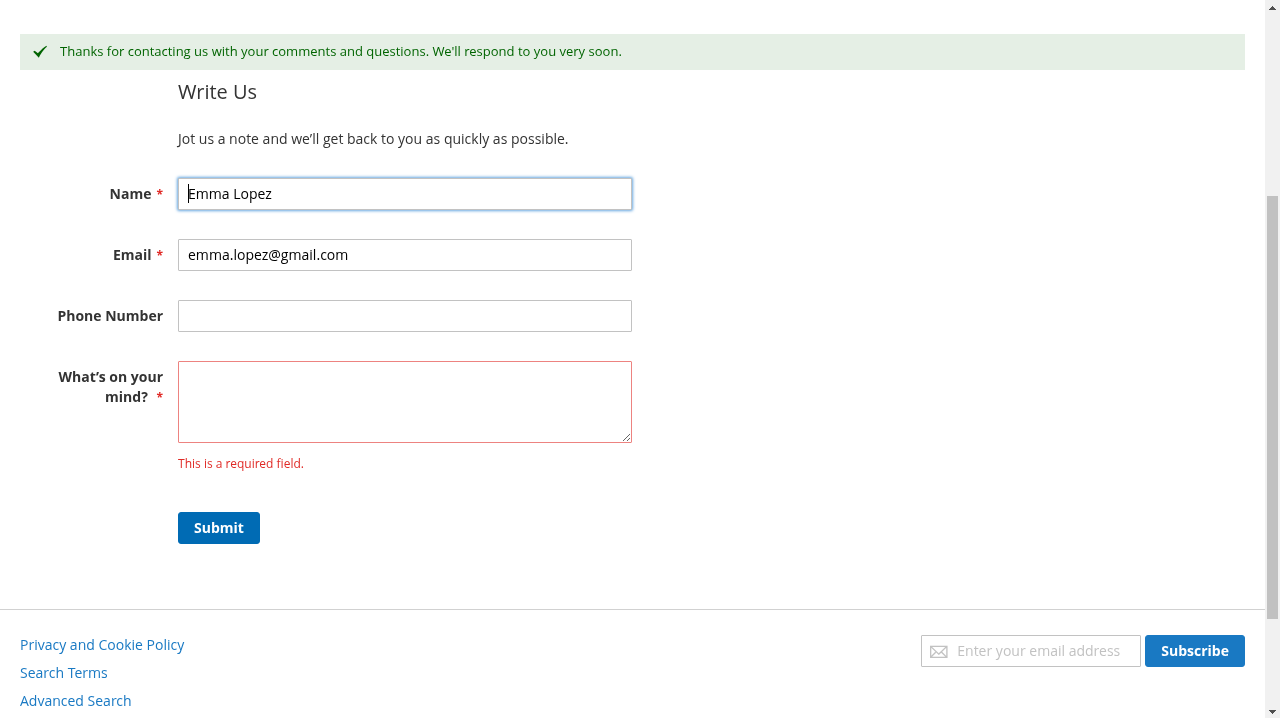 Thanks for contacting us with your comments and questions. We'll respond to you very soon.
Write Us
Jot us a note and we’ll get back to you as quickly as possible.
Name *
Emma Lopez
Email *
emma.lopez@gmail.com
Phone Number
What’s on your
mind? *
This is a required field.
Submit
Privacy and Cookie Policy
Enter your email address
Subscribe
Search Terms
Advanced Search